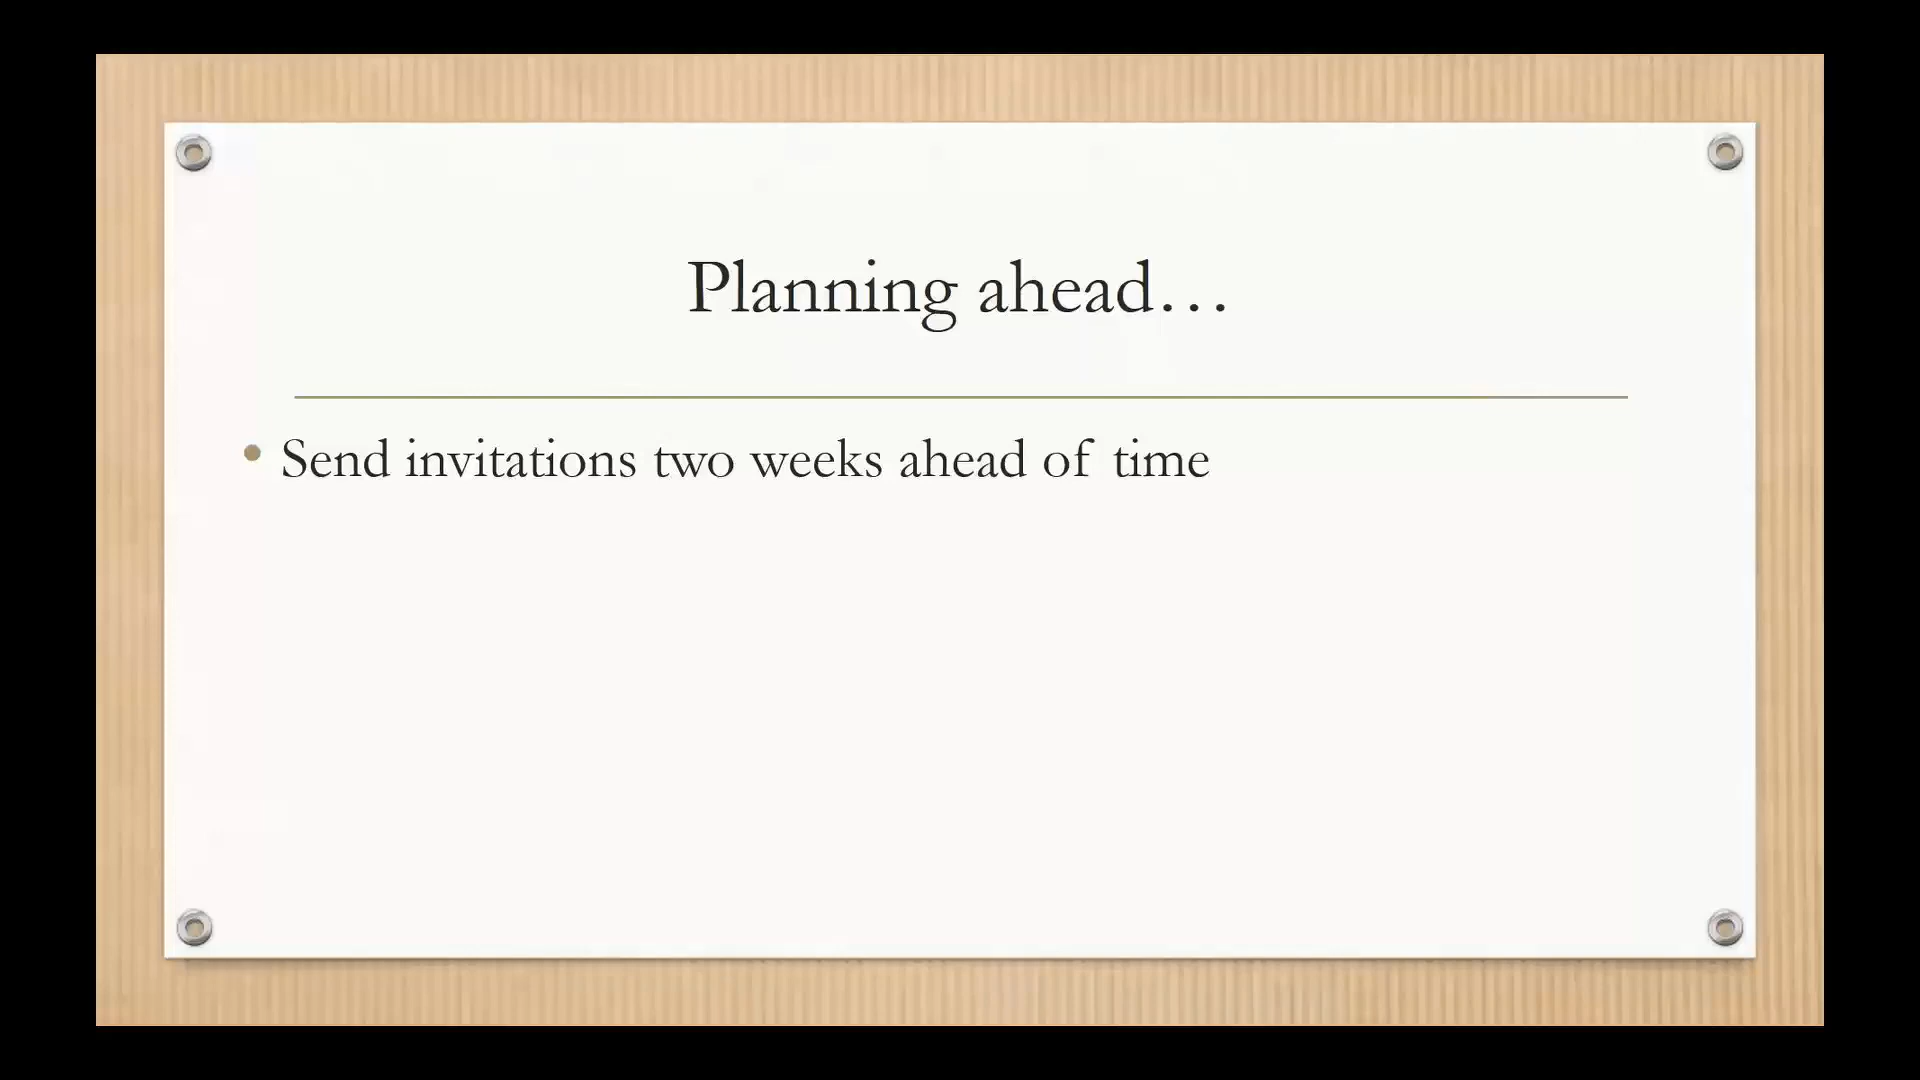 Planning ahead…
• Send invitations two weeks ahead of time